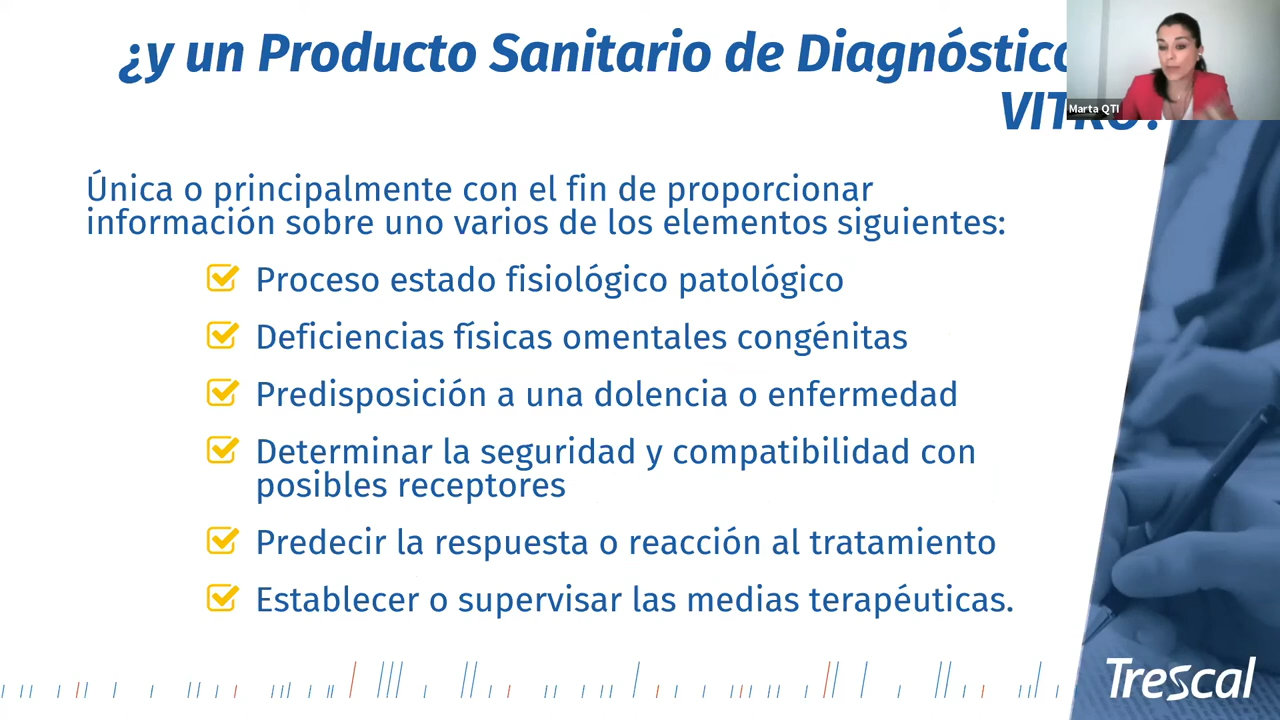 ¿y un Producto Sanitario de Diagnóstico
Marta QTI
Única o principalmente con el fin de proporcionar
información sobre uno varios de los elementos siguientes:
Proceso estado fisiológico patológico
Deficiencias físicas omentales congénitas
Predisposición a una dolencia o enfermedad
Determinar la seguridad y compatibilidad con
posibles receptores
Predecir la respuesta o reacción al tratamiento
Establecer o supervisar las medias terapéuticas.
Trescal